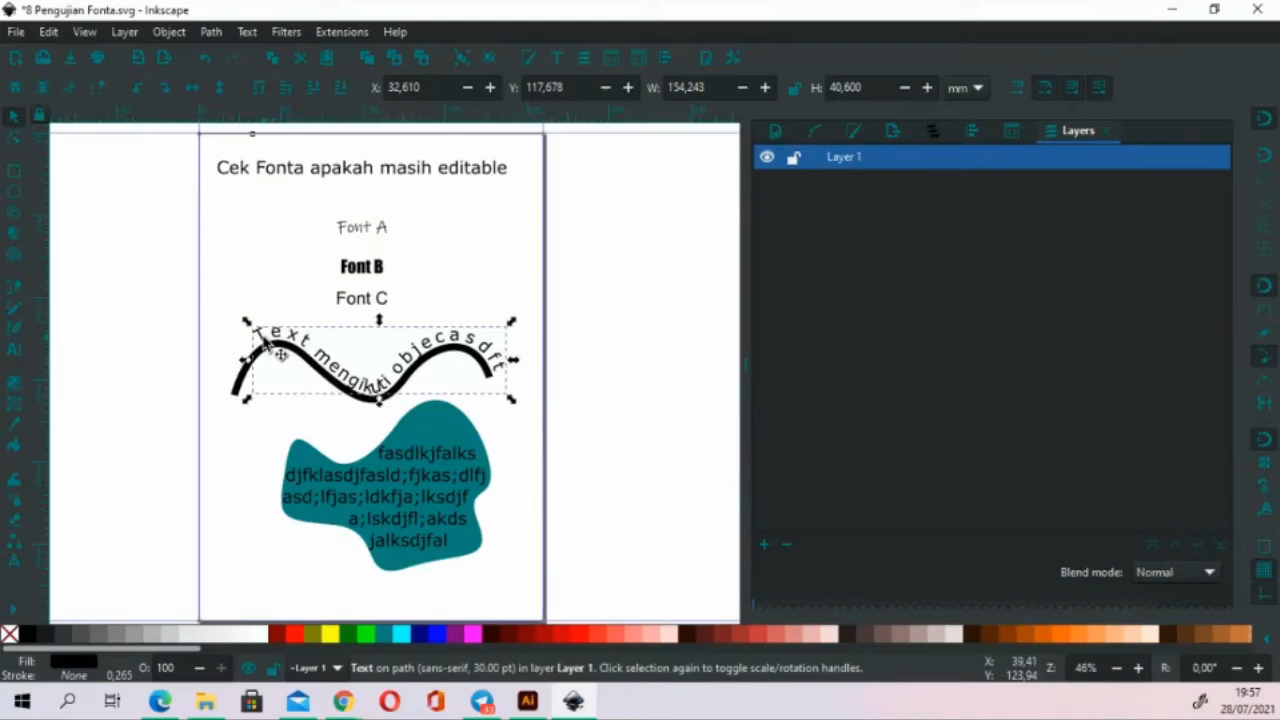 *8 Pengujian Fonta.svg - Inkscape
File Edit View Layer Object Path Text Filters Extensions Help
X: 32,610 Y: 117,678 W: 154,243 H: 40,600 mm
Layers
Layer 1
Cek Fonta apakah masih editable
Font A
Font B
Font C
Text mengikuti objecasdft
fasdlkjfalks
djfklasdjfasld;fjkas;dlfj
asd;lfjas;ldkfja;lksdjf
a;lskdjfl;akds
jalksdjfal
Blend mode: Normal
Fill:
Stroke: None 0,265
O: 100
-Layer 1
Text on path (sans-serif, 30.00 pt) in layer Layer 1. Click selection again to toggle scale/rotation handles.
X: 39,41
Y: 123,94
Z: 46%
R: 0,00°
19:57
28/07/2021